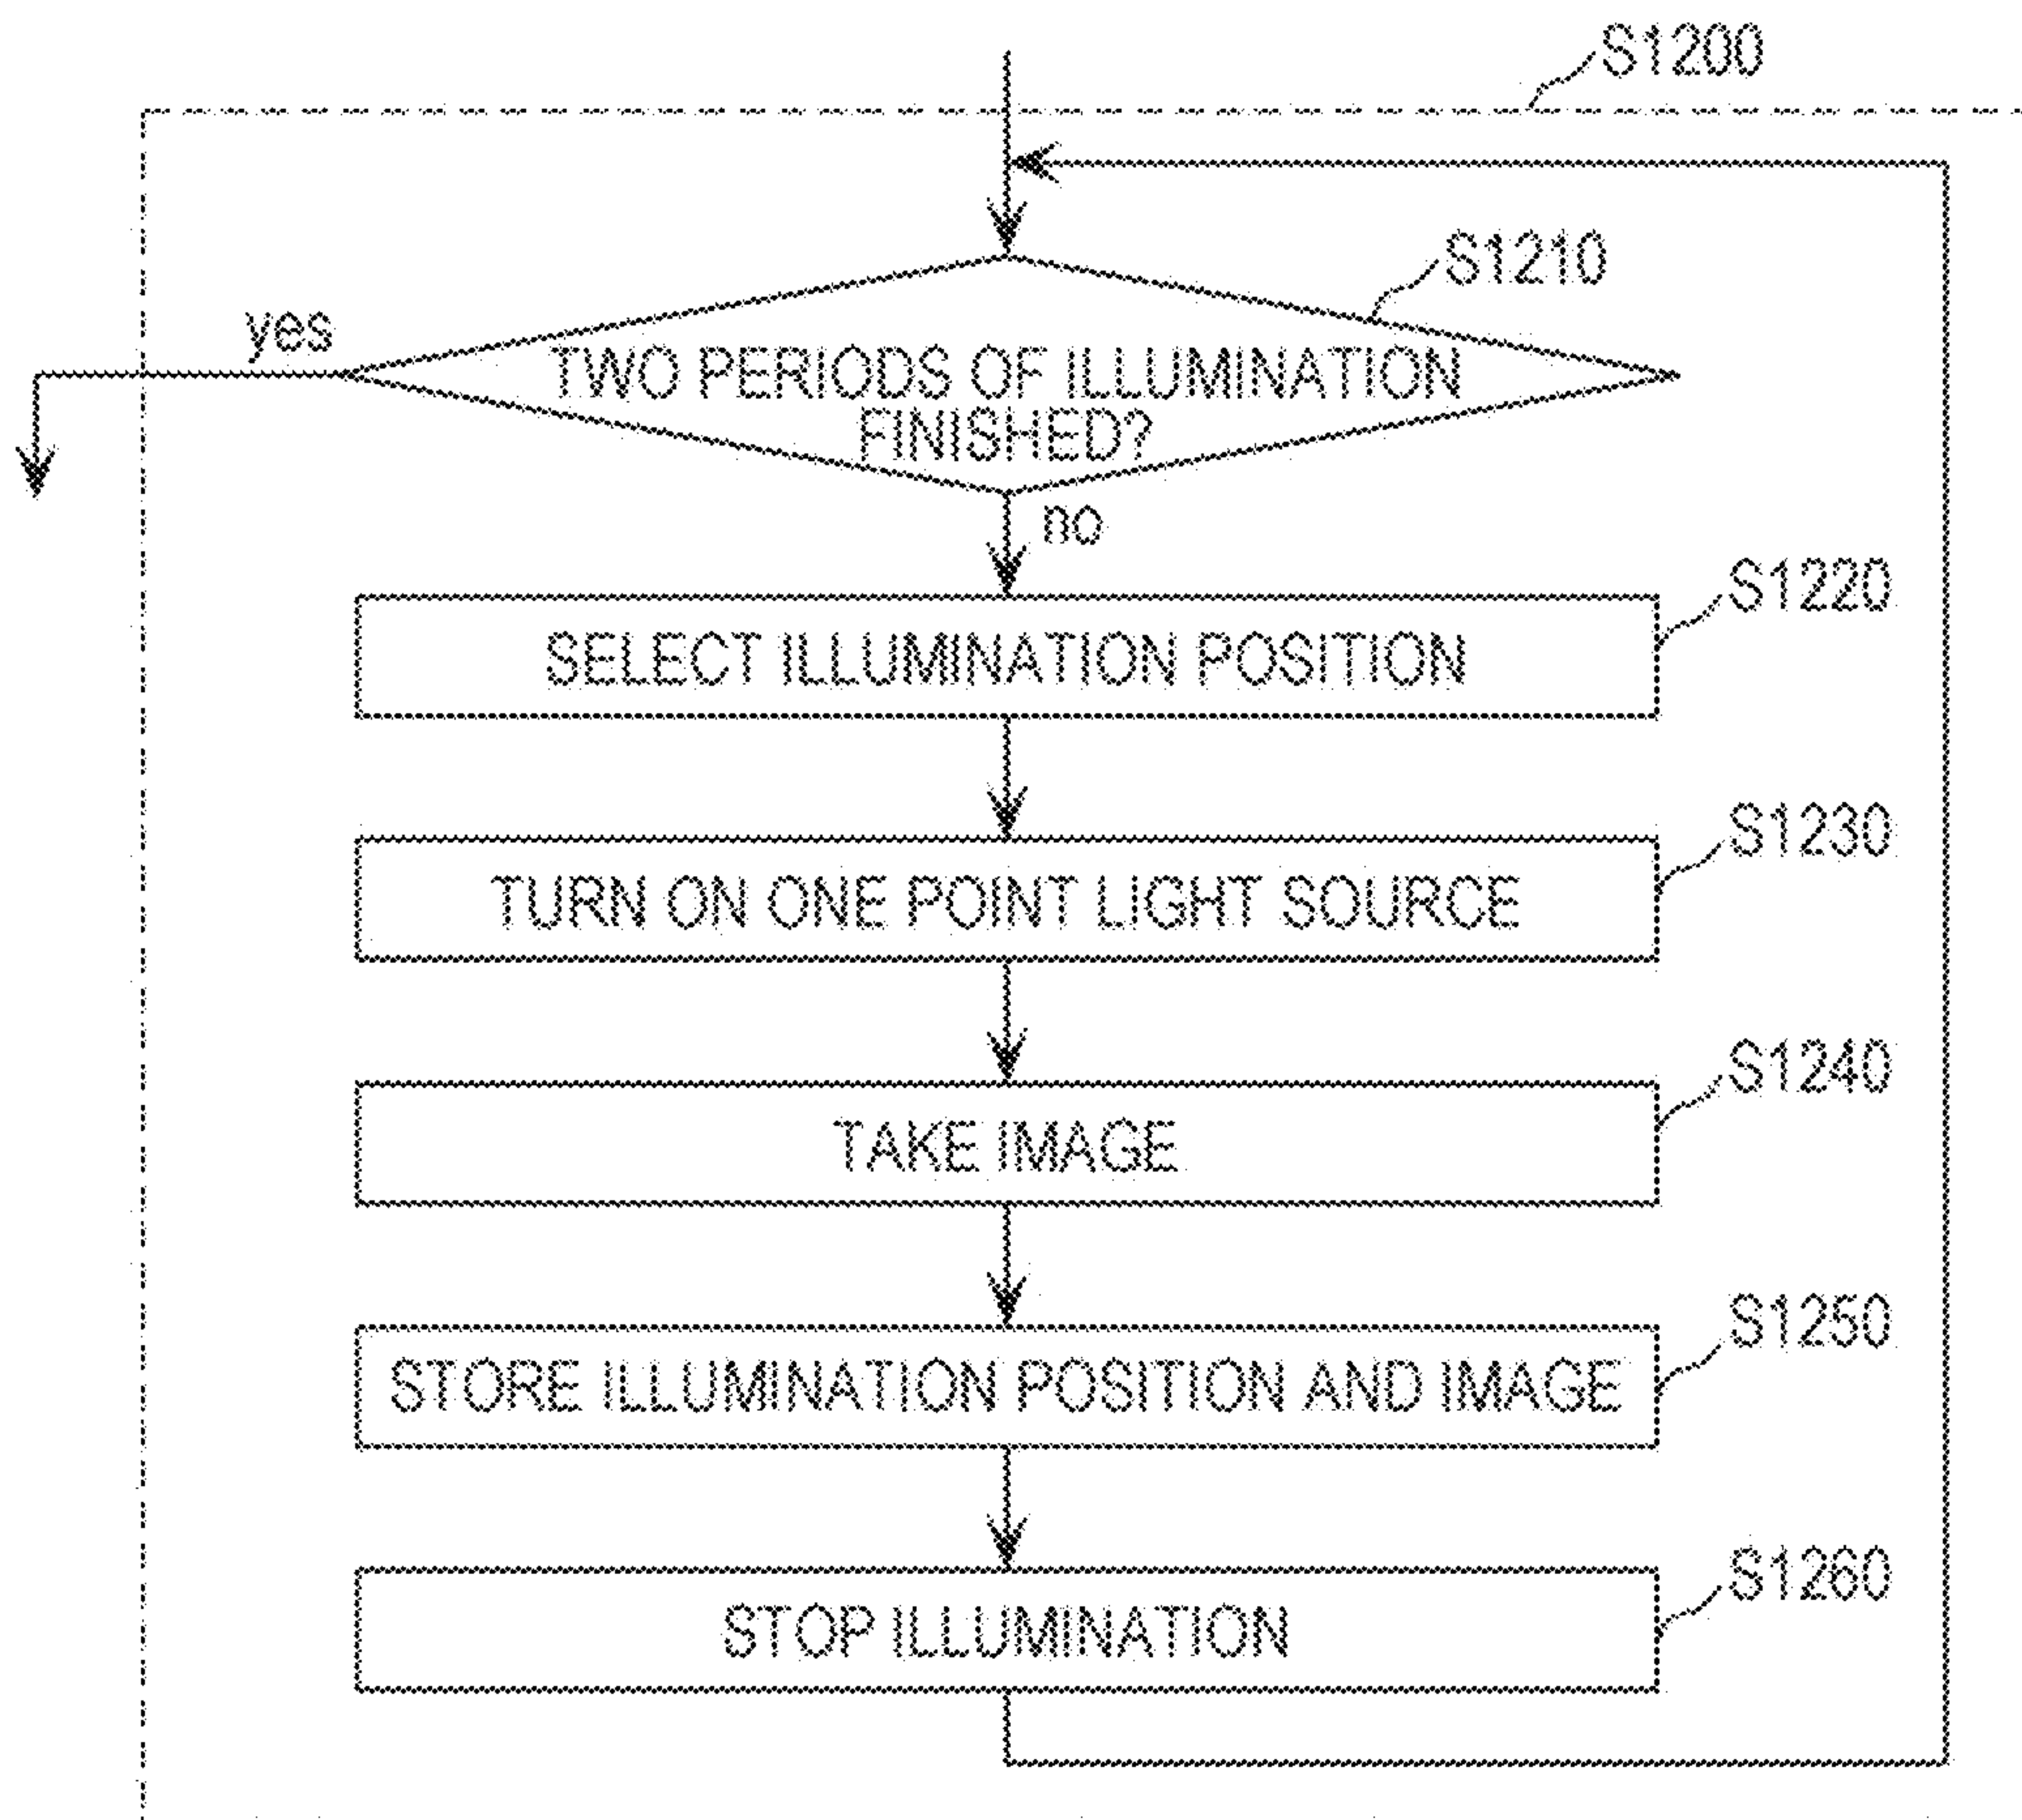 S1200
S1210
yes
TWO PERIODS OF ILLUMINATION
FINISHED?
no
S1220
SELECT ILLUMINATION POSITION
S1230
TURN ON ONE POINT LIGHT SOURCE
S1240
TAKE IMAGE
S1250
STORE ILLUMINATION POSITION AND IMAGE
S1260
STOP ILLUMINATION